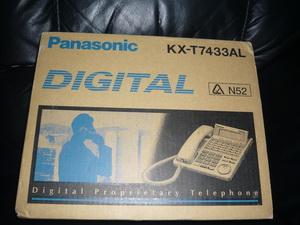 Panasonic KX-T7433AL
DIGITAL
N52
Digital Proprietary Telephone